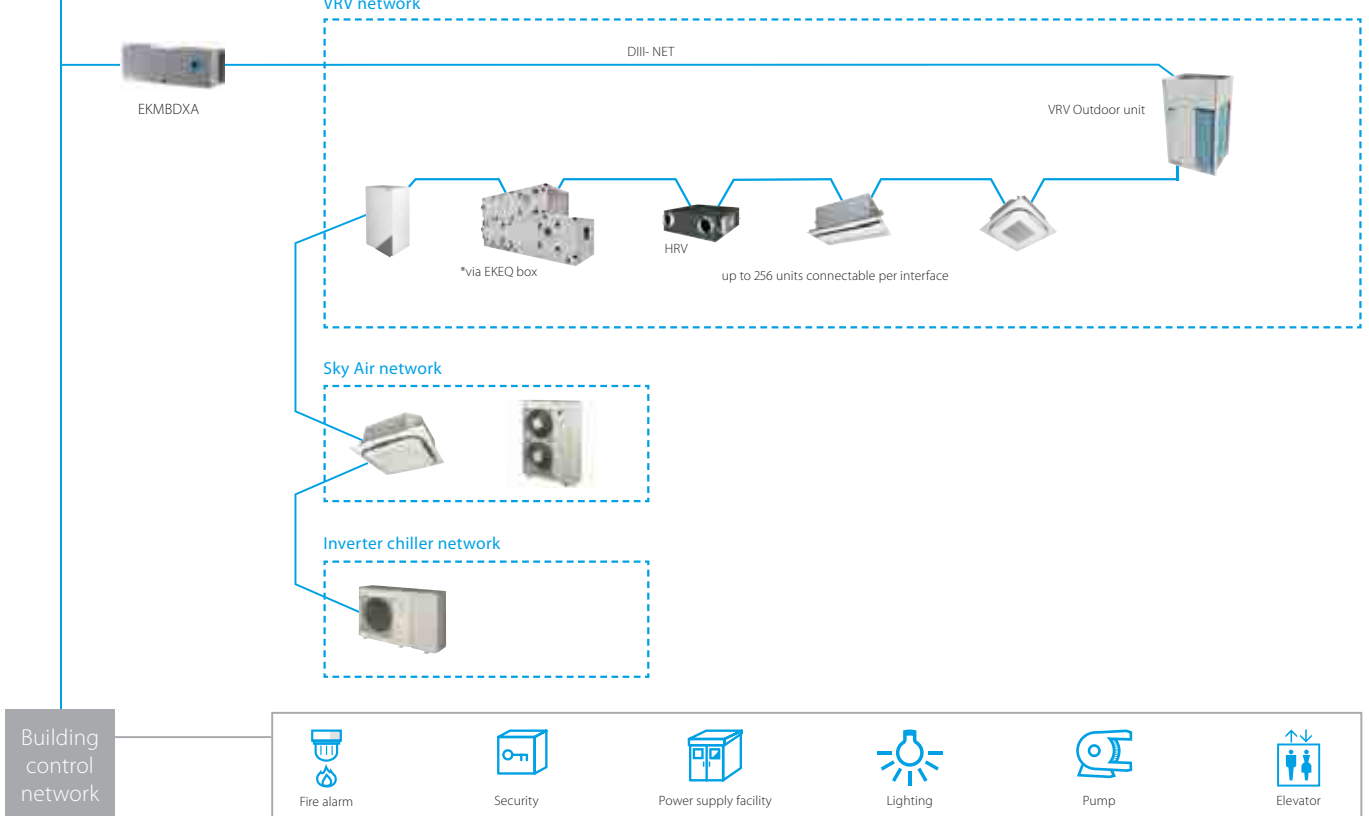 VRV network
DIII- NET
EKMBDXA
VRV Outdoor unit
HRV
*via EKEQ box
up to 256 units connectable per interface
Sky Air network
Inverter chiller network
Building
control
network
Fire alarm
Security
Power supply facility
Lighting
Pump
Elevator